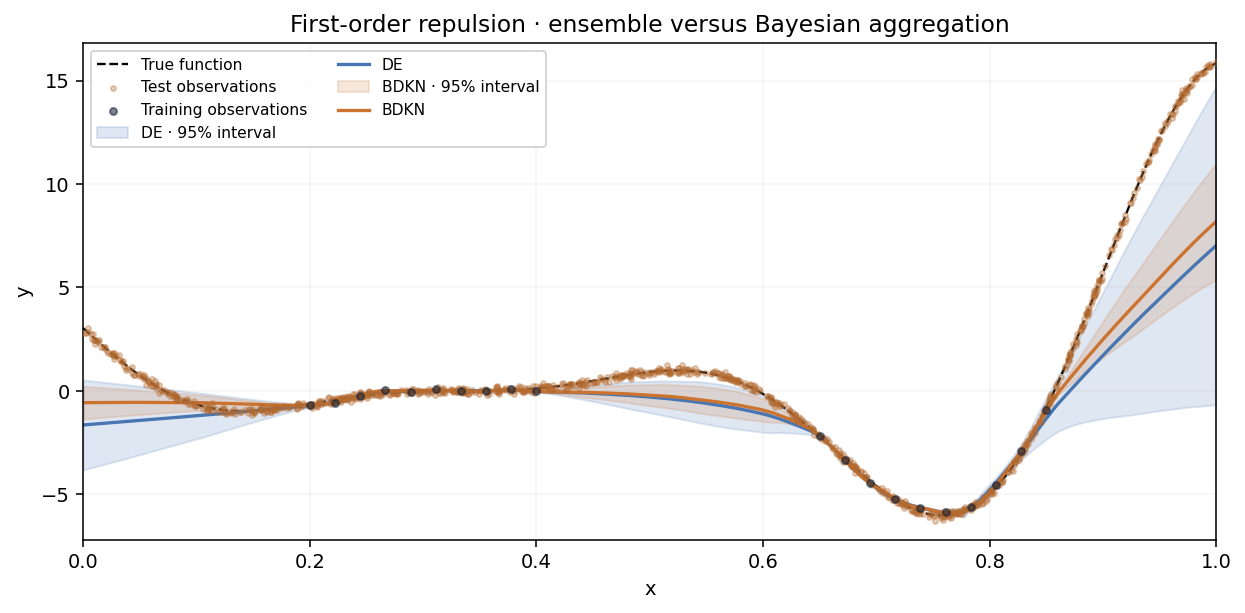 First-order repulsion · ensemble versus Bayesian aggregation
True function
Test observations
Training observations
DE · 95% interval
DE
BDKN · 95% interval
BDKN
y
15
10
5
0
−5
0.0
0.2
0.4
0.6
0.8
1.0
x